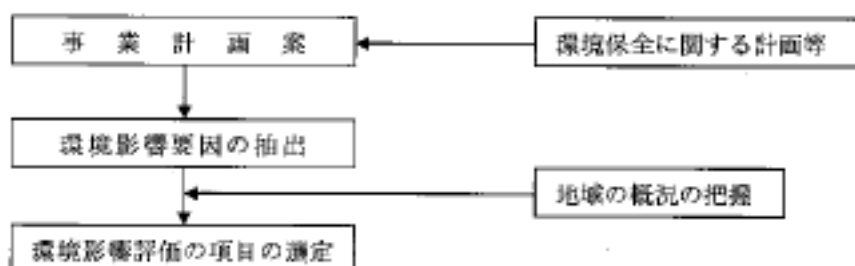 事業計画案
環境保全に関する計画等
環境影響要因の抽出
地域の概況の把握
環境影響評価の項目の選定